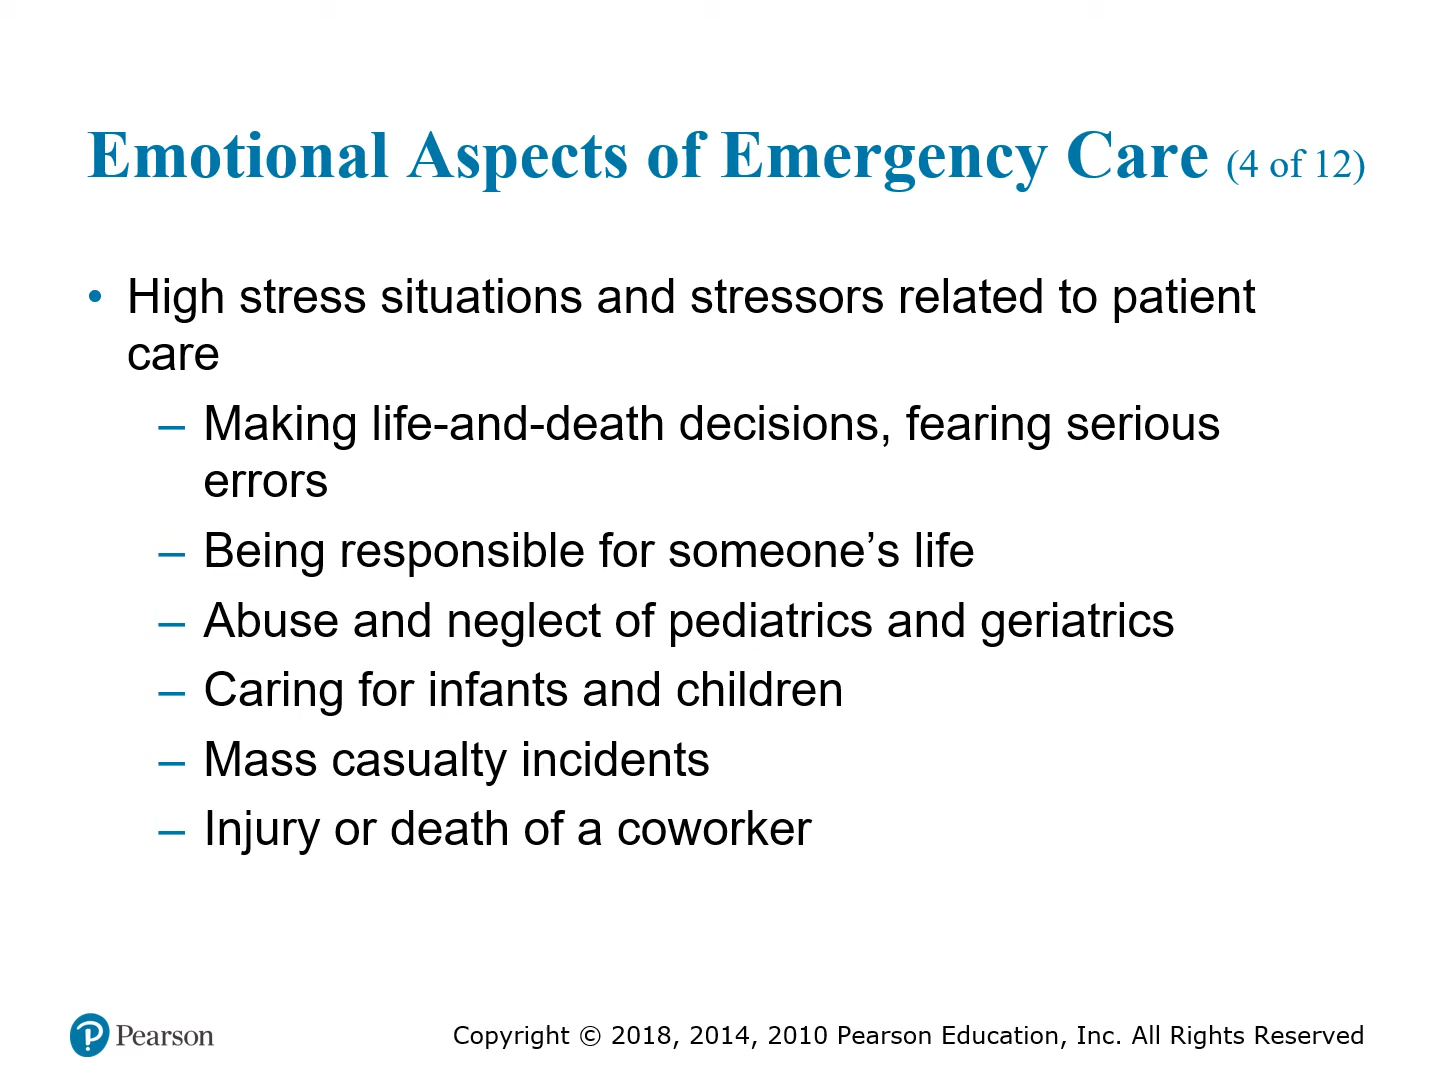 Emotional Aspects of Emergency Care (4 of 12)
• High stress situations and stressors related to patient
care
– Making life-and-death decisions, fearing serious
errors
– Being responsible for someone’s life
– Abuse and neglect of pediatrics and geriatrics
– Caring for infants and children
– Mass casualty incidents
– Injury or death of a coworker
Pearson
Copyright © 2018, 2014, 2010 Pearson Education, Inc. All Rights Reserved